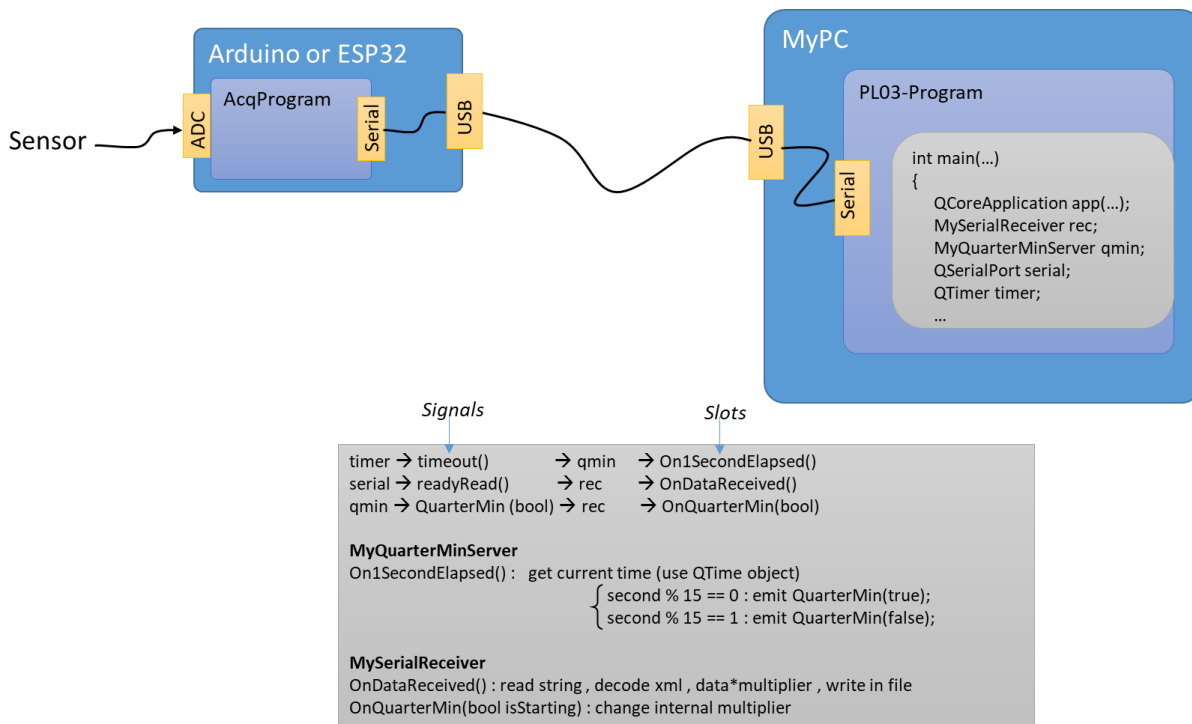 Sensor
ADC
Arduino or ESP32
AcqProgram
Serial
USB
USB
Serial
MyPC
PL03-Program
int main(…)
{
QCoreApplication app(…);
MySerialReceiver rec;
MyQuarterMinServer qmin;
QSerialPort serial;
QTimer timer;
…
Signals Slots
timer → timeout() → qmin → On1SecondElapsed()
serial → readyRead() → rec → OnDataReceived()
qmin → QuarterMin (bool) → rec → OnQuarterMin(bool)
MyQuarterMinServer
On1SecondElapsed() : get current time (use QTime object)
second % 15 == 0 : emit QuarterMin(true);
second % 15 == 1 : emit QuarterMin(false);
MySerialReceiver
OnDataReceived() : read string , decode xml , data*multiplier , write in file
OnQuarterMin(bool isStarting) : change internal multiplier